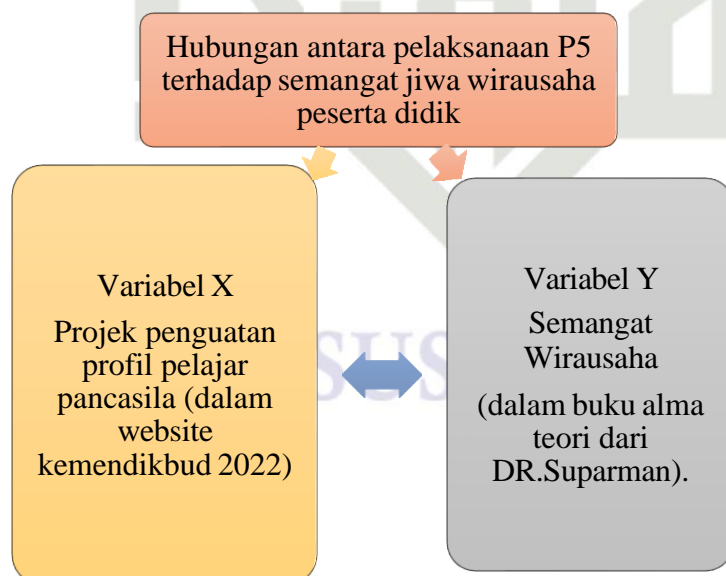 Hubungan antara pelaksanaan P5
terhadap semangat jiwa wirausaha
peserta didik
Variabel X
Projek penguatan
profil pelajar
pancasila (dalam
website
kemendikbud 2022)
Variabel Y
Semangat
Wirausaha
(dalam buku alma
teori dari
DR.Suparman).